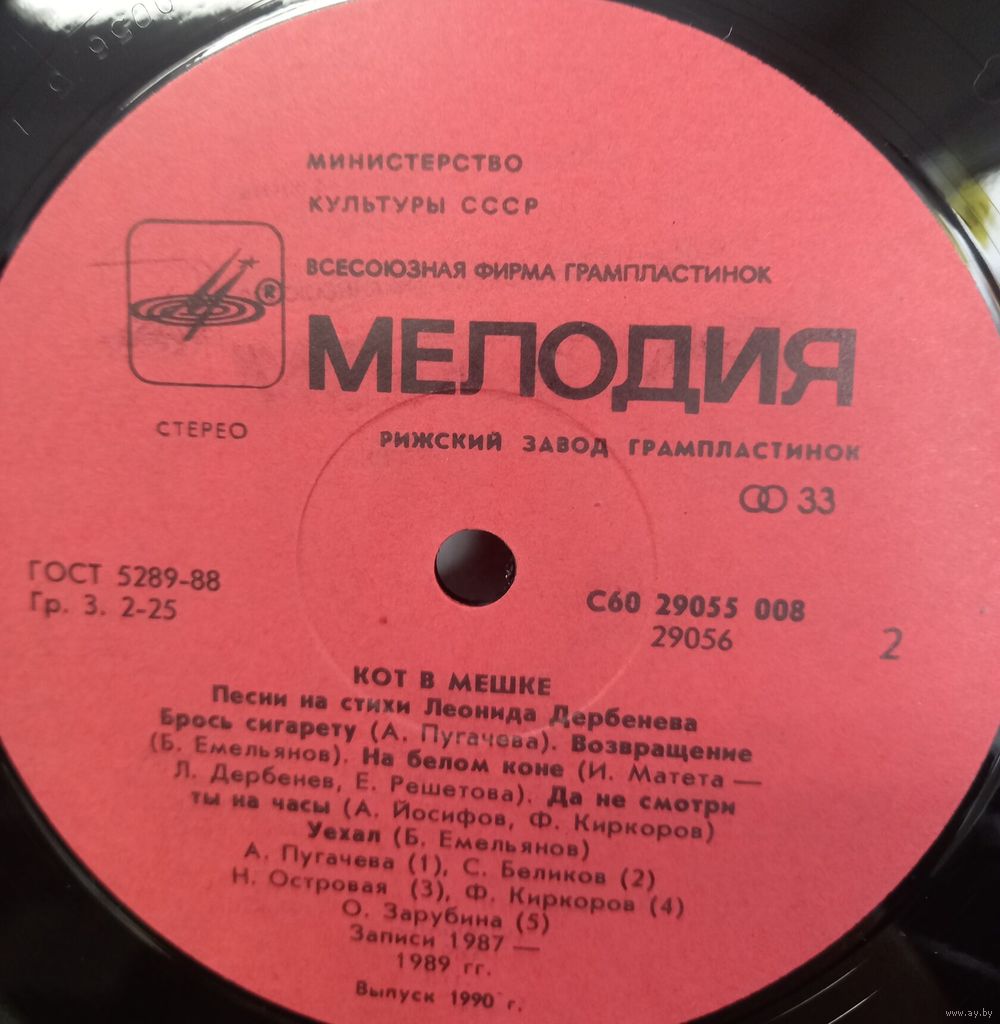 МИНИСТЕРСТВО
КУЛЬТУРЫ СССР
ВСЕСОЮЗНАЯ ФИРМА ГРАМПЛАСТИНОК
®
МЕЛОДИЯ
СТЕРЕО
РИЖСКИЙ ЗАВОД ГРАМПЛАСТИНОК
33
ГОСТ 5289-88
Гр. 3. 2-25
С60 29055 008
29056
2
КОТ В МЕШКЕ
Песни на стихи Леонида Дербенева
Брось сигарету (А. Пугачева). Возвращение
(Б. Емельянов). На белом коне (И. Матета —
Л. Дербенев, Е. Решетова). Да не смотри
ты на часы (А. Йосифов, Ф. Киркоров)
Уехал (Б. Емельянов)
А. Пугачева (1), С. Беликов (2)
Н. Островая (3), Ф. Киркоров (4)
О. Зарубина (5)
Записи 1987 —
1989 гг.
Выпуск 1990 г.
www.ay.by